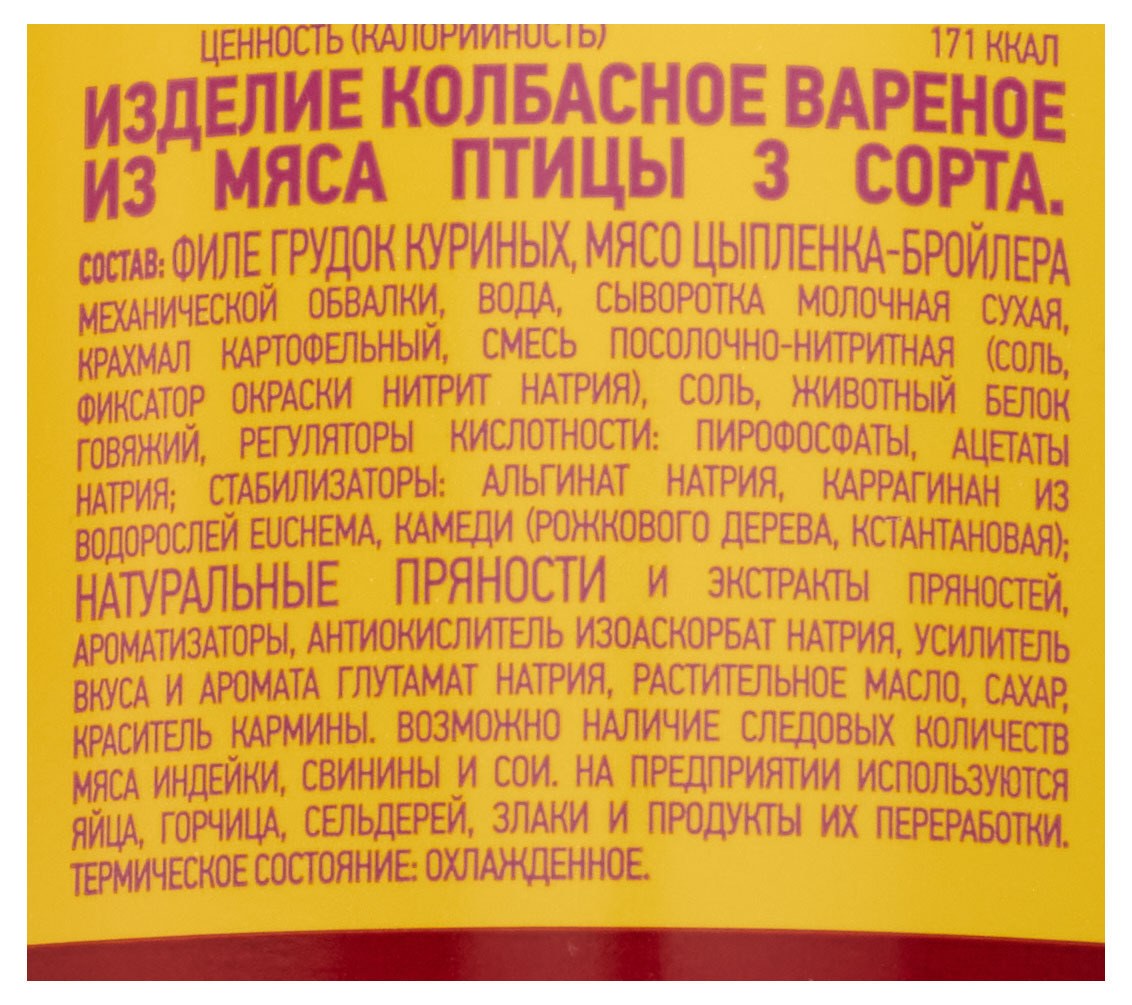 ЦЕННОСТЬ (КАЛОРИЙНОСТЬ) 171 ККАЛ
ИЗДЕЛИЕ КОЛБАСНОЕ ВАРЕНОЕ
ИЗ МЯСА ПТИЦЫ 3 СОРТА.
СОСТАВ: ФИЛЕ ГРУДОК КУРИНЫХ, МЯСО ЦЫПЛЕНКА-БРОЙЛЕРА
МЕХАНИЧЕСКОЙ ОБВАЛКИ, ВОДА, СЫВОРОТКА МОЛОЧНАЯ СУХАЯ,
КРАХМАЛ КАРТОФЕЛЬНЫЙ, СМЕСЬ ПОСОЛОЧНО-НИТРИТНАЯ (СОЛЬ,
ФИКСАТОР ОКРАСКИ НИТРИТ НАТРИЯ), СОЛЬ, ЖИВОТНЫЙ БЕЛОК
ГОВЯЖИЙ, РЕГУЛЯТОРЫ КИСЛОТНОСТИ: ПИРОФОСФАТЫ, АЦЕТАТЫ
НАТРИЯ; СТАБИЛИЗАТОРЫ: АЛЬГИНАТ НАТРИЯ, КАРРАГИНАН ИЗ
ВОДОРОСЛЕЙ EUCHEMA, КАМЕДИ (РОЖКОВОГО ДЕРЕВА, КСТАНТАНОВАЯ);
НАТУРАЛЬНЫЕ ПРЯНОСТИ И ЭКСТРАКТЫ ПРЯНОСТЕЙ,
АРОМАТИЗАТОРЫ, АНТИОКИСЛИТЕЛЬ ИЗОАСКОРБАТ НАТРИЯ, УСИЛИТЕЛЬ
ВКУСА И АРОМАТА ГЛУТАМАТ НАТРИЯ, РАСТИТЕЛЬНОЕ МАСЛО, САХАР,
КРАСИТЕЛЬ КАРМИНЫ. ВОЗМОЖНО НАЛИЧИЕ СЛЕДОВЫХ КОЛИЧЕСТВ
МЯСА ИНДЕЙКИ, СВИНИНЫ И СОИ. НА ПРЕДПРИЯТИИ ИСПОЛЬЗУЮТСЯ
ЯЙЦА, ГОРЧИЦА, СЕЛЬДЕРЕЙ, ЗЛАКИ И ПРОДУКТЫ ИХ ПЕРЕРАБОТКИ.
ТЕРМИЧЕСКОЕ СОСТОЯНИЕ: ОХЛАЖДЕННОЕ.